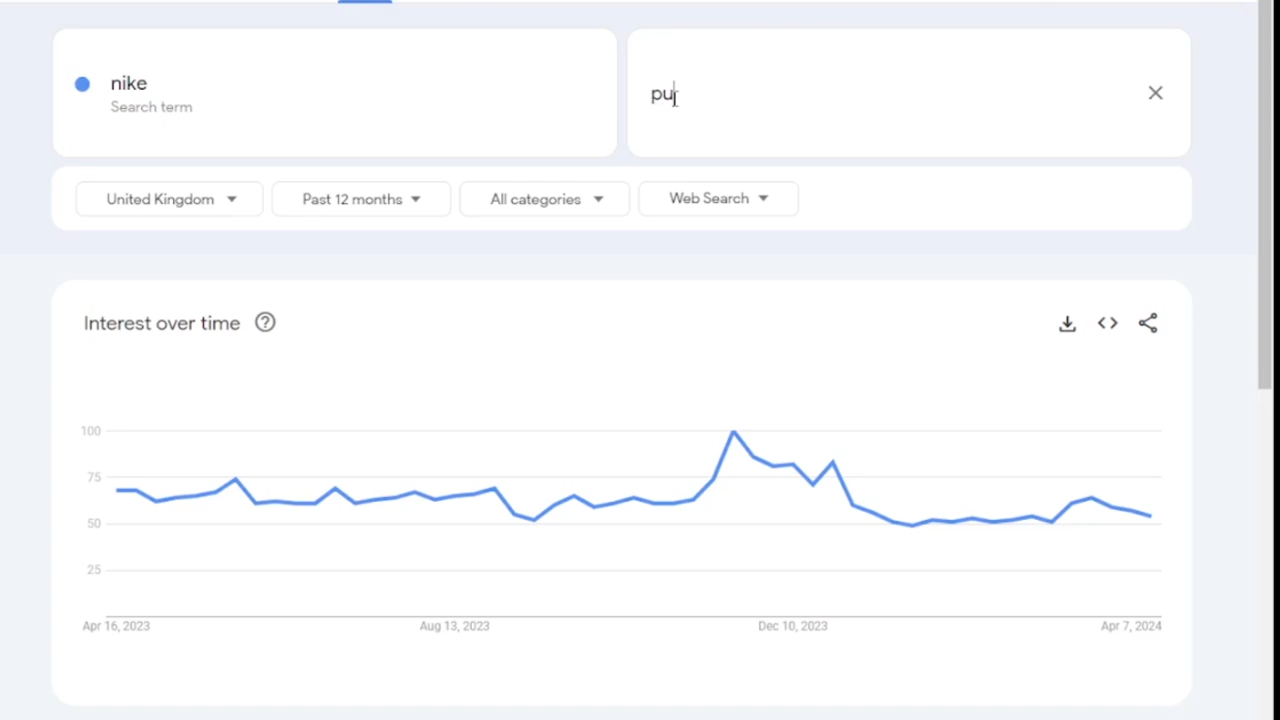 nike
Search term
pu
United Kingdom
Past 12 months
All categories
Web Search
Interest over time
100
75
50
25
Apr 16, 2023
Aug 13, 2023
Dec 10, 2023
Apr 7, 2024